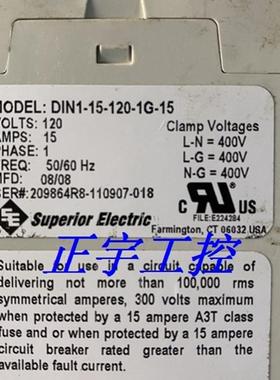 MODEL: DIN1-15-120-1G-15
VOLTS: 120
AMPS: 15
PHASE: 1
FREQ: 50/60 Hz
MFD: 08/08
SER#: 209864R8-110907-018
Clamp Voltages
L-N = 400V
L-G = 400V
N-G = 400V
C US
FILE:E224284
Superior Electric
Farmington, CT 06032 USA
正宇工控
Suitable for use in a circuit capable of
delivering not more than 100,000 rms
symmetrical amperes, 300 volts maximum
when protected by a 15 ampere A3T class
fuse and or when protected by a 15 ampere
circuit breaker rated greater than the
available fault current.